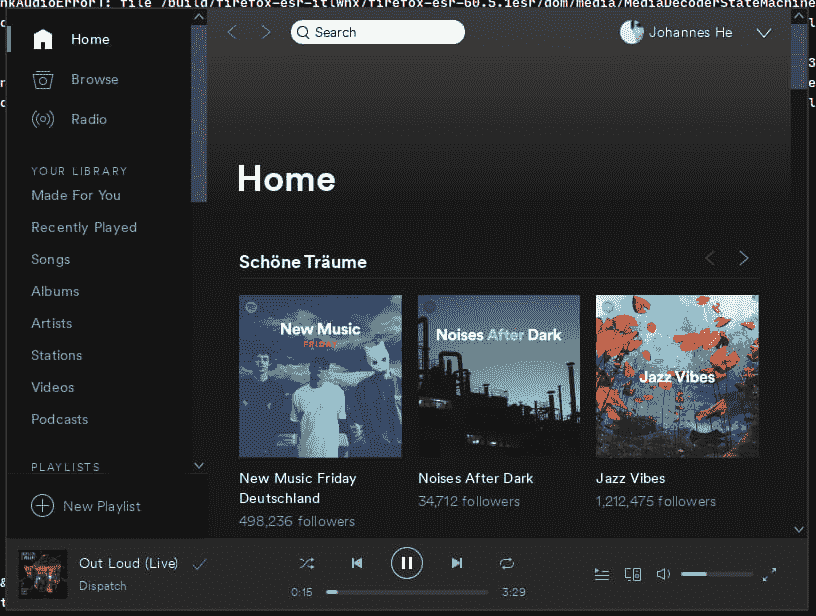 nkAudioError!: file /build/firefox-esr-itlwhx/firefox-esr-60.5.1esr/dom/media/MediaDecoderStateMachine
Home
Browse
Radio
YOUR LIBRARY
Made For You
Recently Played
Songs
Albums
Artists
Stations
Videos
Podcasts
PLAYLISTS
New Playlist
Search
Johannes He
Home
Schöne Träume
New Music
FRIDAY
Noises After Dark
Jazz Vibes
New Music Friday
Deutschland
498,236 followers
Noises After Dark
34,712 followers
Jazz Vibes
1,212,475 followers
Out Loud (Live)
Dispatch
0:15
3:29